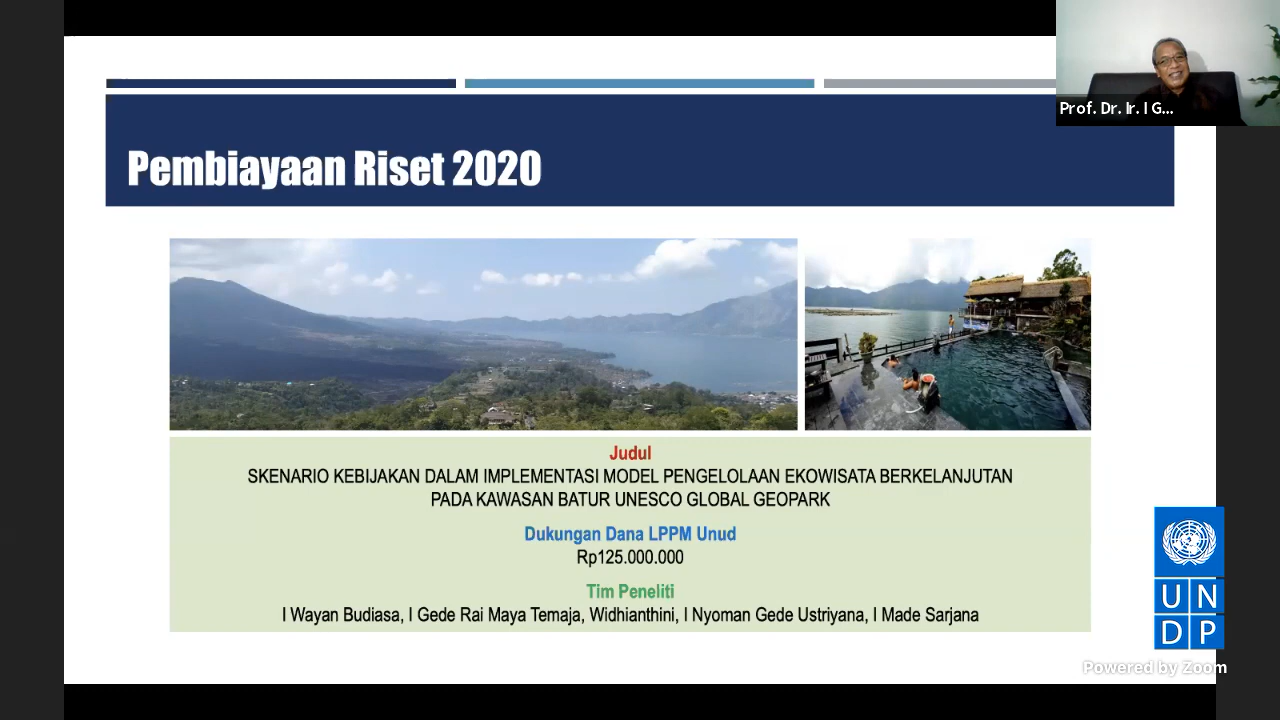 Prof. Dr. Ir. I G...
Pembiayaan Riset 2020
Judul
SKENARIO KEBIJAKAN DALAM IMPLEMENTASI MODEL PENGELOLAAN EKOWISATA BERKELANJUTAN
PADA KAWASAN BATUR UNESCO GLOBAL GEOPARK
Dukungan Dana LPPM Unud
Rp125.000.000
Tim Peneliti
I Wayan Budiasa, I Gede Rai Maya Temaja, Widhianthini, I Nyoman Gede Ustriyana, I Made Sarjana
U N
D P
Powered by Zoom